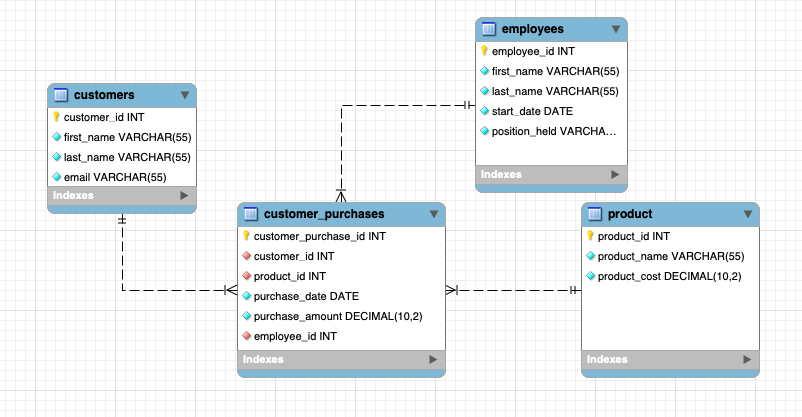 employees
employee_id INT
first_name VARCHAR(55)
last_name VARCHAR(55)
start_date DATE
position_held VARCHA...
Indexes
customers
customer_id INT
first_name VARCHAR(55)
last_name VARCHAR(55)
email VARCHAR(55)
Indexes
customer_purchases
customer_purchase_id INT
customer_id INT
product_id INT
purchase_date DATE
purchase_amount DECIMAL(10,2)
employee_id INT
Indexes
product
product_id INT
product_name VARCHAR(55)
product_cost DECIMAL(10,2)
Indexes